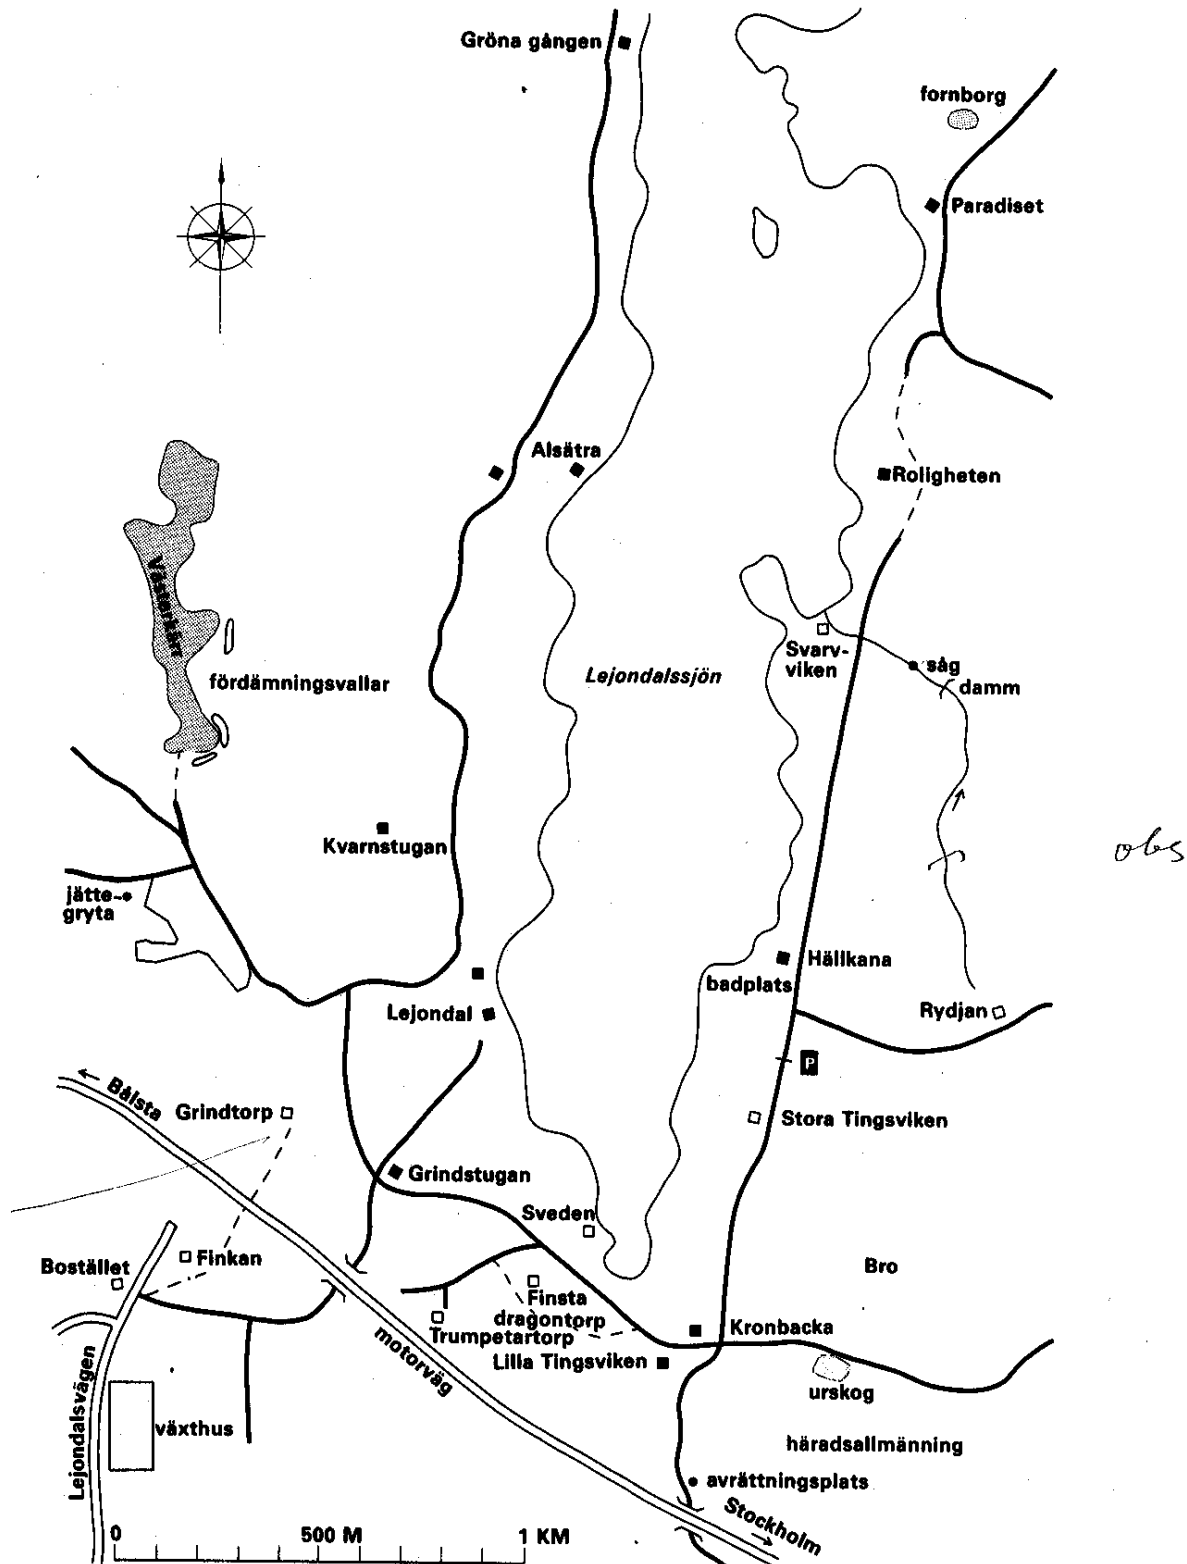 Gröna gången
fornborg
Paradiset
Alsätra
Roligheten
Västerkärr
Svarv-
viken
Lejondalssjön
såg
damm
fördämningsvallar
Kvarnstugan
obs
jätte-
gryta
Hällkana
badplats
Lejondal
Rydjan
P
Bålsta
Grindtorp
Stora Tingsviken
Grindstugan
Sveden
Bostället
Finkan
Bro
Finsta
dragontorp
Trumpetartorp
Kronbacka
Lilla Tingsviken
motorväg
urskog
Lejondalsvägen
växthus
häradsallmänning
avrättningsplats
Stockholm
0 500 M 1 KM